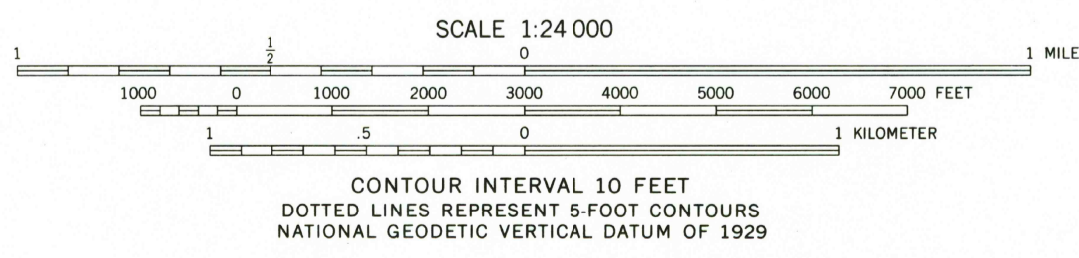 SCALE 1:24 000
1 1/2 0 1 MILE
1000 0 1000 2000 3000 4000 5000 6000 7000 FEET
1 .5 0 1 KILOMETER
CONTOUR INTERVAL 10 FEET
DOTTED LINES REPRESENT 5-FOOT CONTOURS
NATIONAL GEODETIC VERTICAL DATUM OF 1929